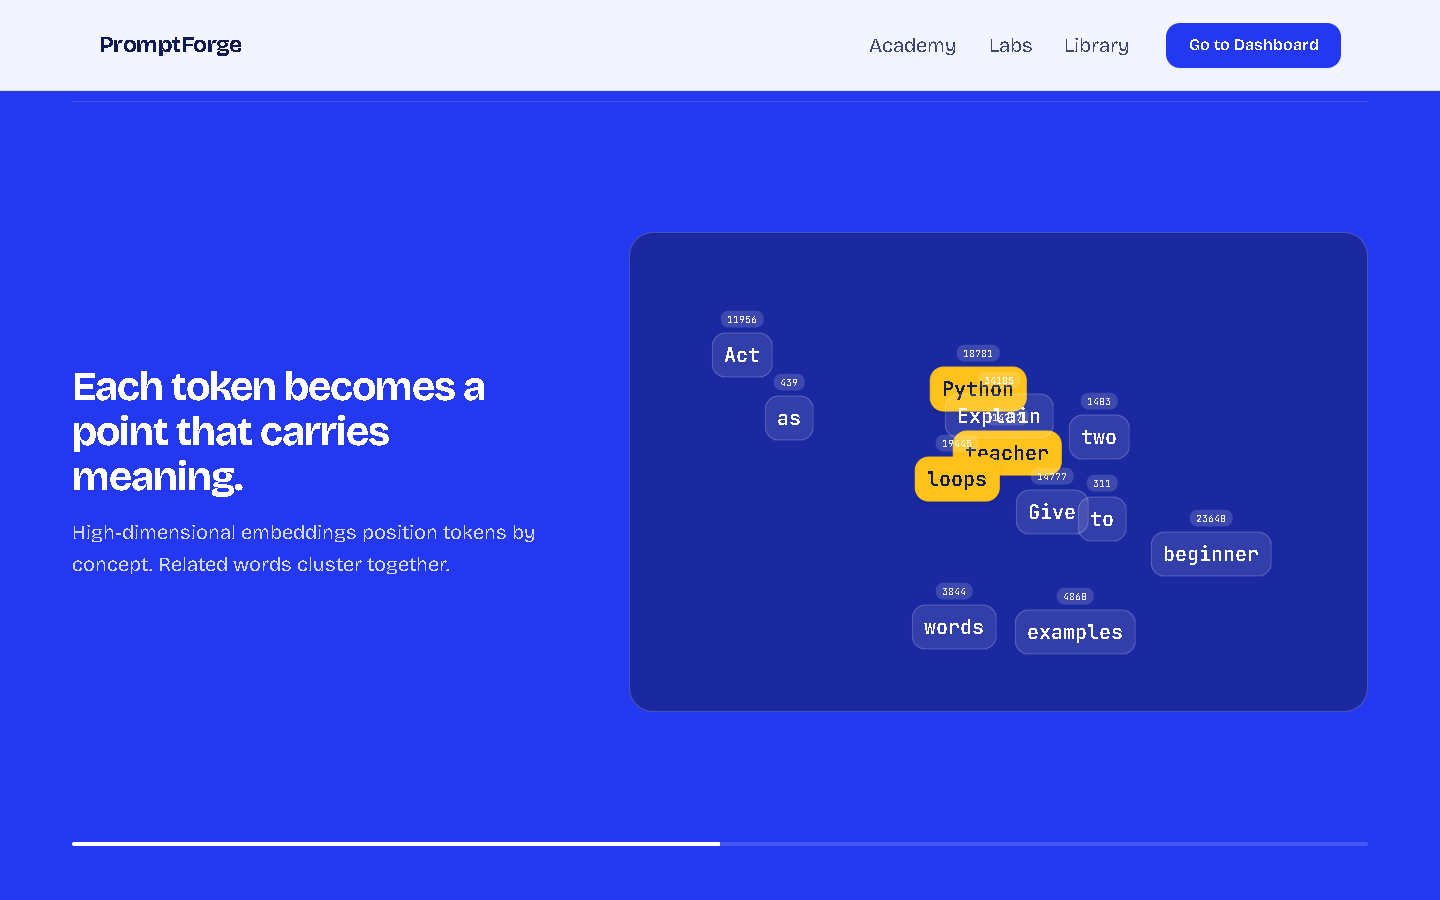 PromptForge
Academy
Labs
Library
Go to Dashboard
Each token becomes a
point that carries
meaning.
High-dimensional embeddings position tokens by
concept. Related words cluster together.
11956
Act
439
as
18781
Python
Explain
1483
two
19445
teacher
loops
14777
Give
311
to
23648
beginner
3844
words
4868
examples